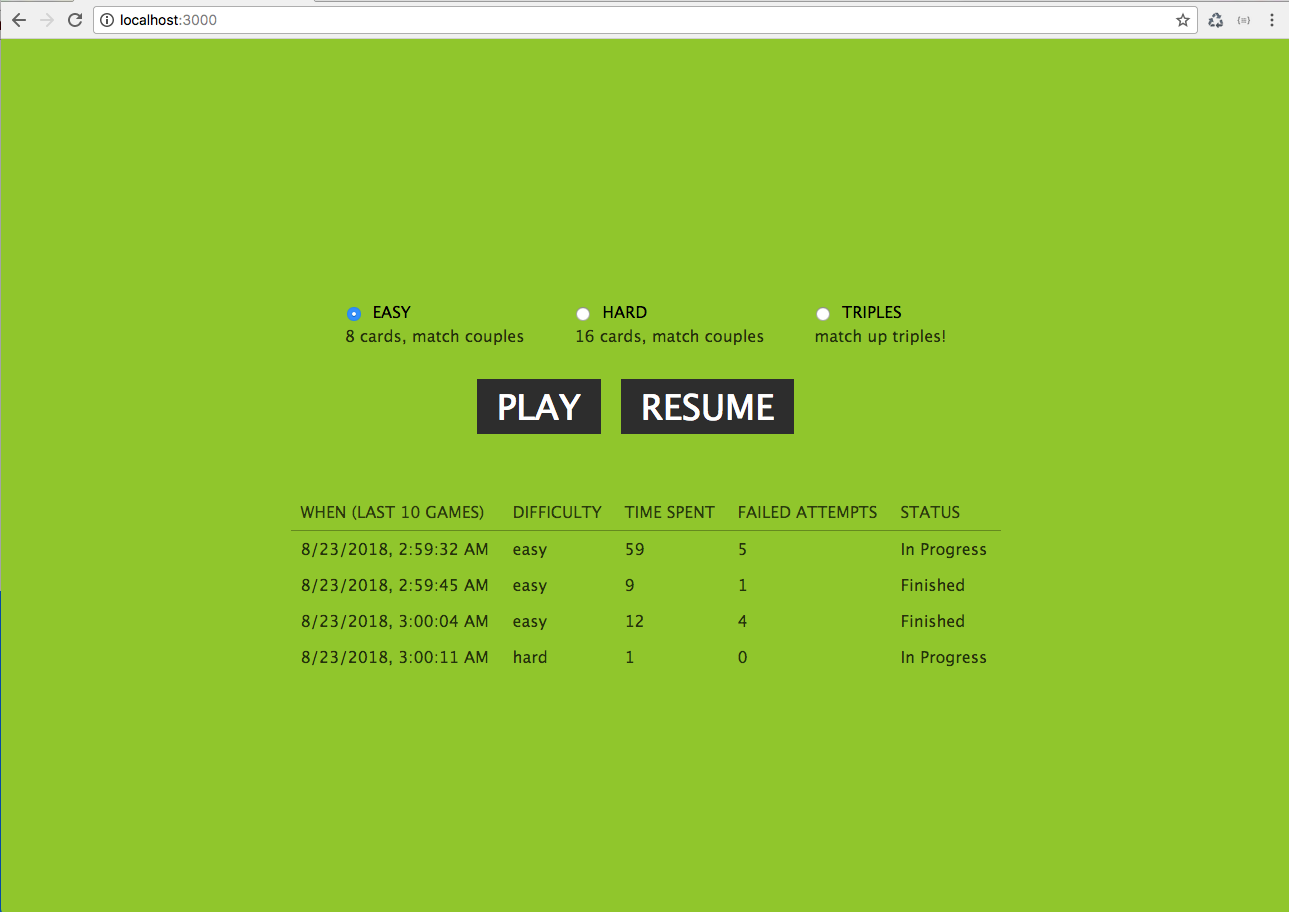 localhost:3000
EASY HARD TRIPLES
8 cards, match couples 16 cards, match couples match up triples!
PLAY RESUME
WHEN (LAST 10 GAMES) DIFFICULTY TIME SPENT FAILED ATTEMPTS STATUS
8/23/2018, 2:59:32 AM easy 59 5 In Progress
8/23/2018, 2:59:45 AM easy 9 1 Finished
8/23/2018, 3:00:04 AM easy 12 4 Finished
8/23/2018, 3:00:11 AM hard 1 0 In Progress